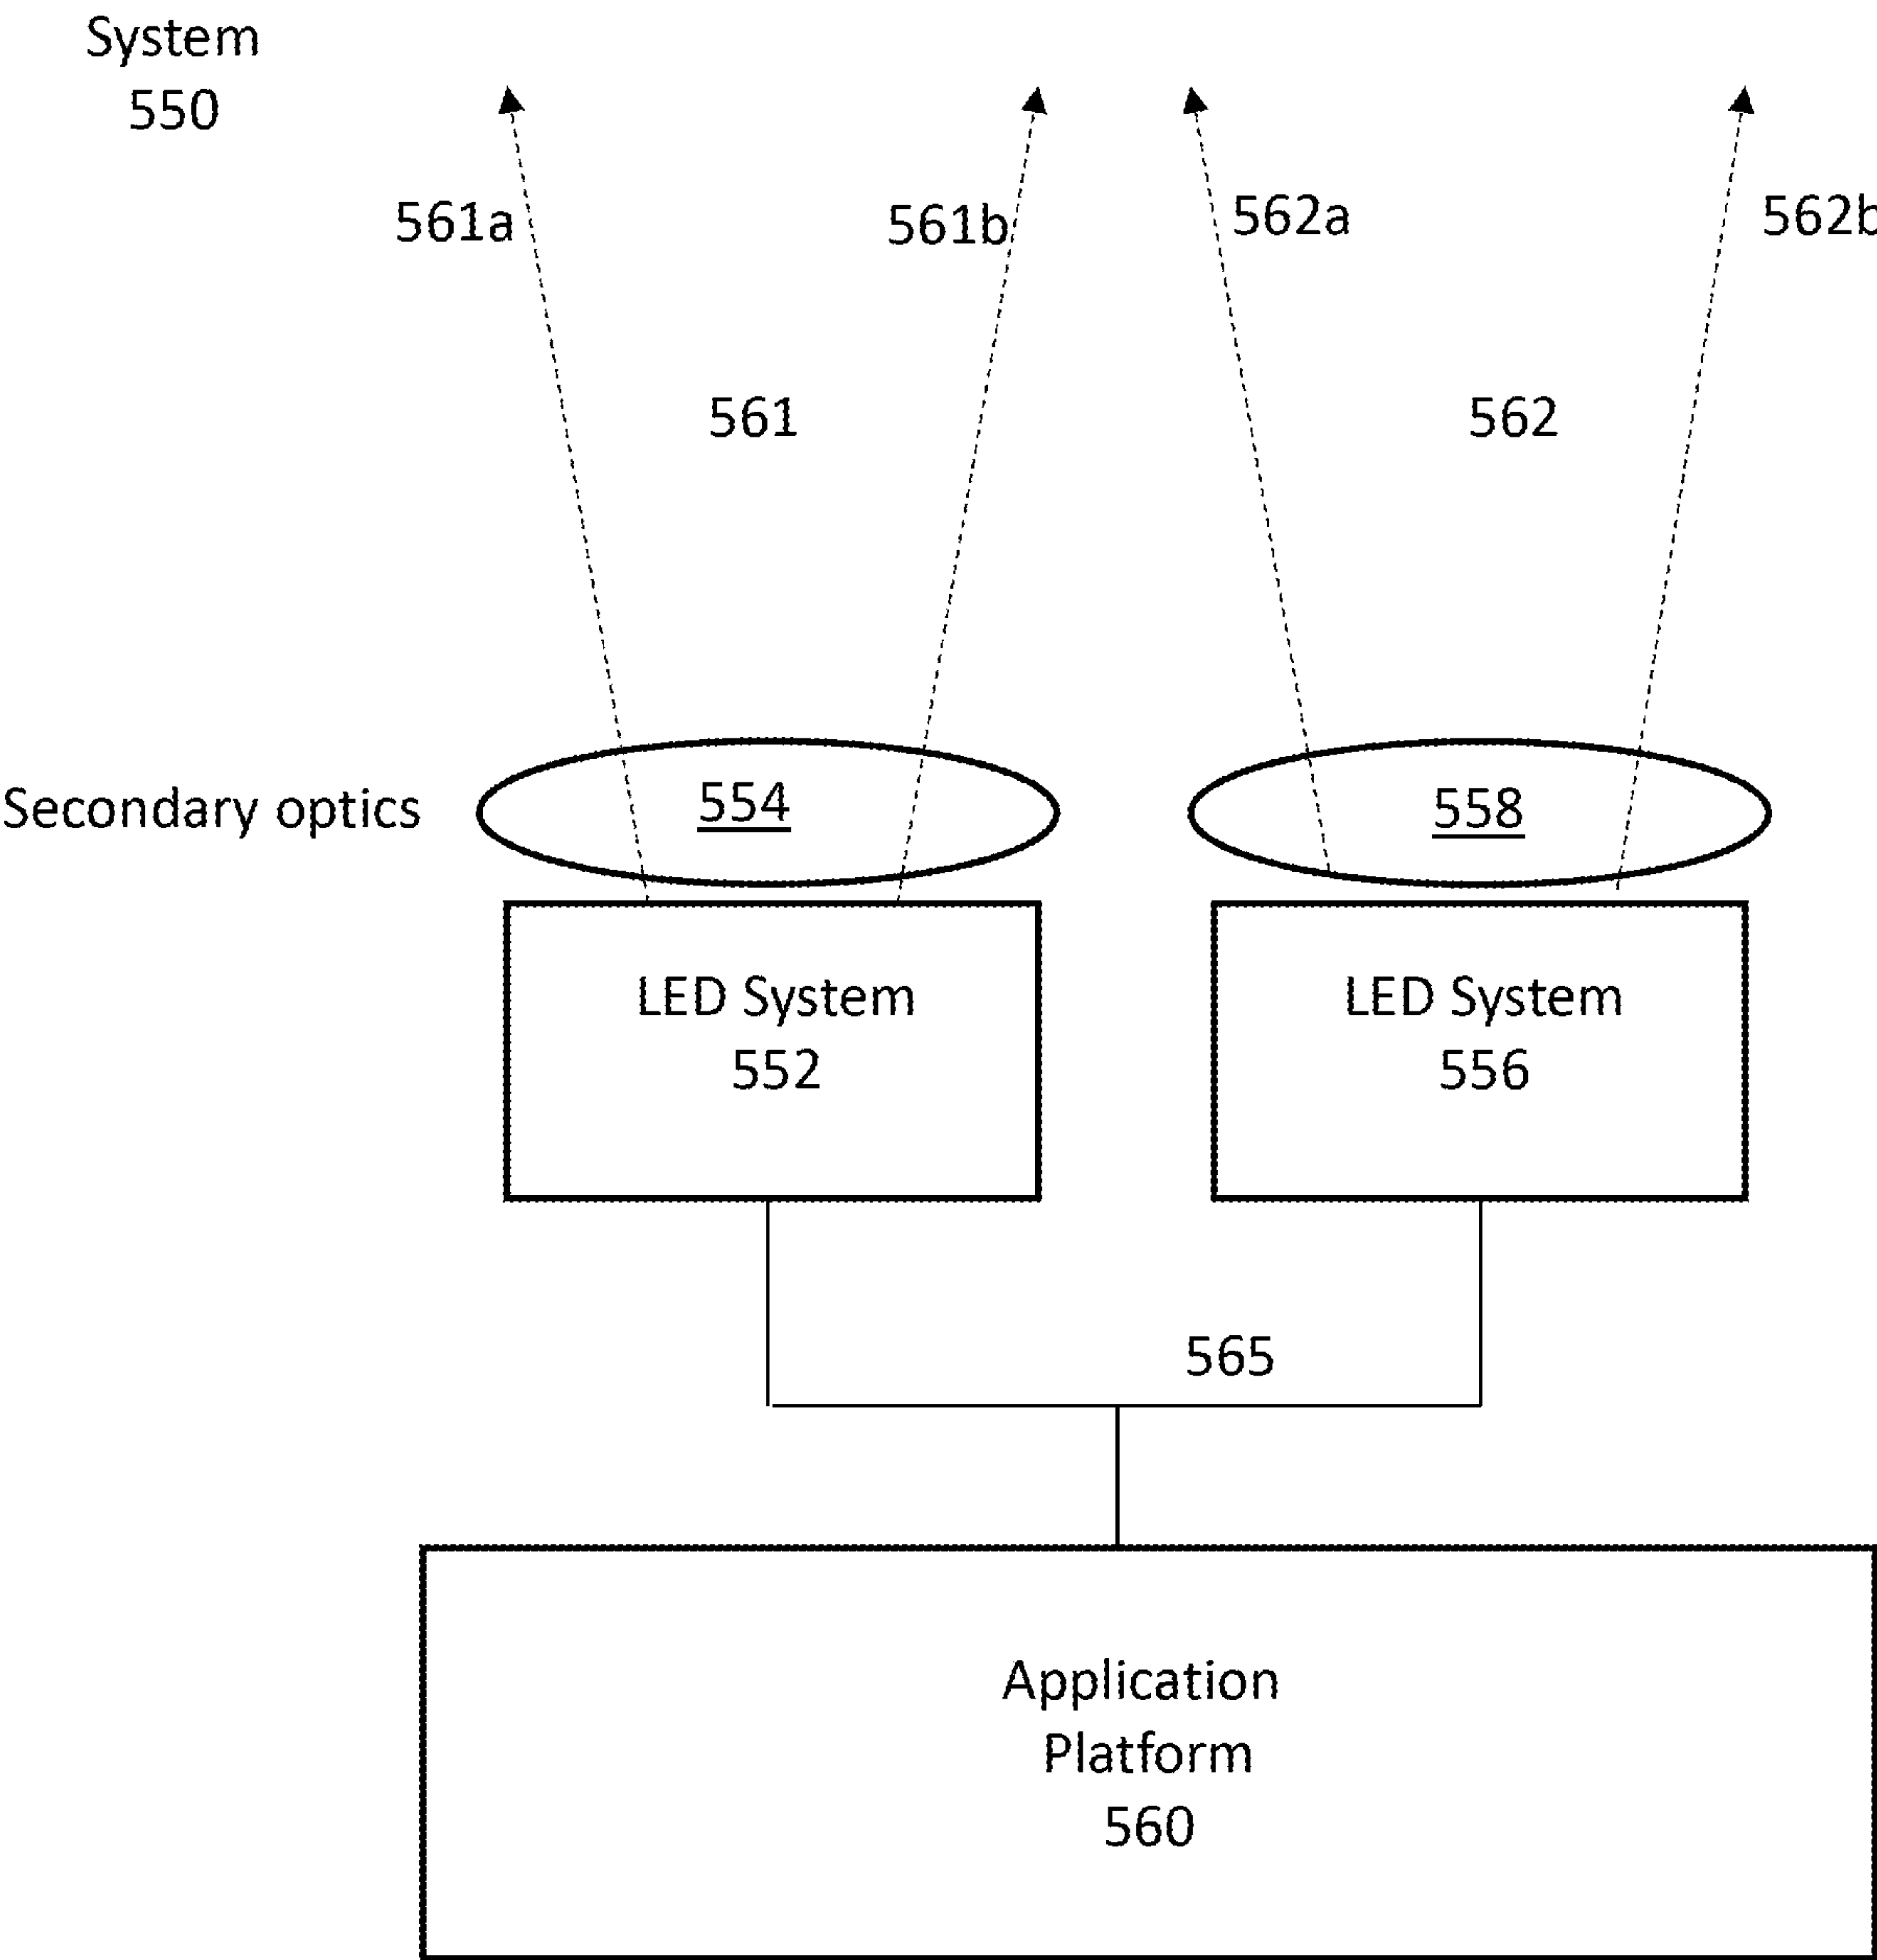 System
550
561a
561b
562a
562b
561
562
Secondary optics
554
558
LED System
552
LED System
556
565
Application
Platform
560